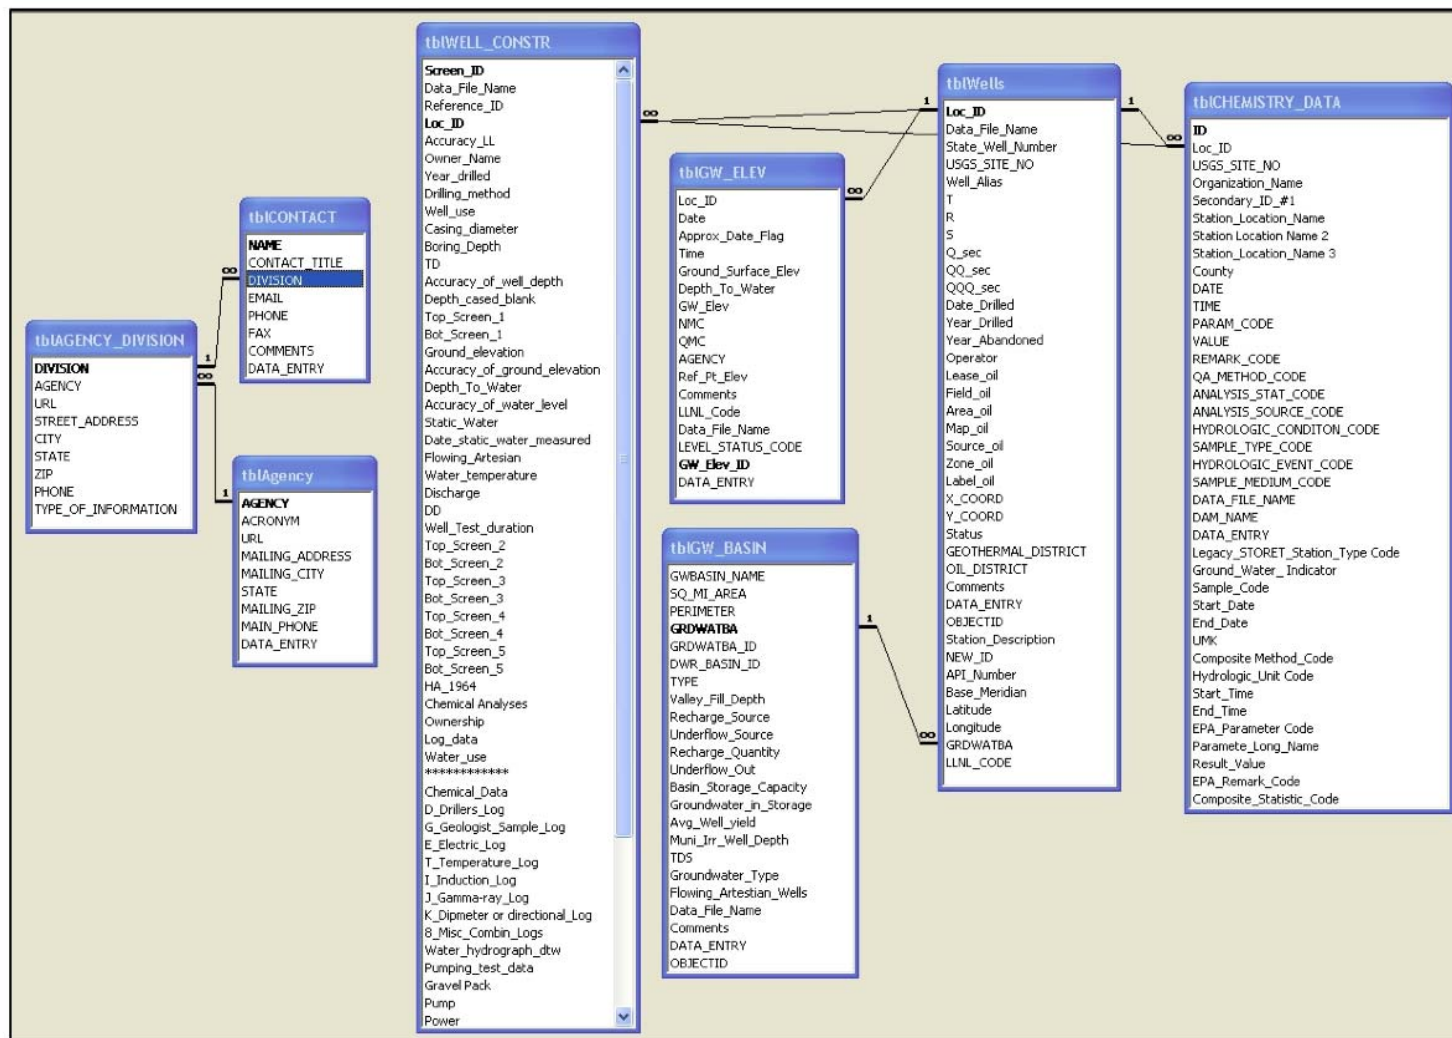 tblAGENCY_DIVISION
DIVISION
AGENCY
URL
STREET_ADDRESS
CITY
STATE
ZIP
PHONE
TYPE_OF_INFORMATION
1
∞
tblCONTACT
NAME
CONTACT_TITLE
DIVISION
EMAIL
PHONE
FAX
COMMENTS
DATA_ENTRY
∞
tblAgency
AGENCY
ACRONYM
URL
MAILING_ADDRESS
MAILING_CITY
STATE
MAILING_ZIP
MAIN_PHONE
DATA_ENTRY
1
tblWELL_CONSTR
Screen_ID
Data_File_Name
Reference_ID
Loc_ID
Accuracy_LL
Owner_Name
Year_drilled
Drilling_method
Well_use
Casing_diameter
Boring_Depth
TD
Accuracy_of_well_depth
Depth_cased_blank
Top_Screen_1
Bot_Screen_1
Ground_elevation
Accuracy_of_ground_elevation
Depth_To_Water
Accuracy_of_water_level
Static_Water
Date_static_water_measured
Flowing_Artesian
Water_temperature
Discharge
DD
Well_Test_duration
Top_Screen_2
Bot_Screen_2
Top_Screen_3
Bot_Screen_3
Top_Screen_4
Bot_Screen_4
Top_Screen_5
Bot_Screen_5
HA_1964
Chemical Analyses
Ownership
Log_data
Water_use
************
Chemical_Data
D_Drillers_Log
G_Geologist_Sample_Log
E_Electric_Log
T_Temperature_Log
I_Induction_Log
J_Gamma-ray_Log
K_Dipmeter or directional_Log
8_Misc_Combin_Logs
Water_hydrograph_dtw
Pumping_test_data
Gravel Pack
Pump
Power
∞
tblGW_ELEV
Loc_ID
Date
Approx_Date_Flag
Time
Ground_Surface_Elev
Depth_To_Water
GW_Elev
NMC
QMC
AGENCY
Ref_Pt_Elev
Comments
LLNL_Code
Data_File_Name
LEVEL_STATUS_CODE
GW_Elev_ID
DATA_ENTRY
∞
tblGW_BASIN
GWBASIN_NAME
SQ_MI_AREA
PERIMETER
GRDWATBA
GRDWATBA_ID
DWR_BASIN_ID
TYPE
Valley_Fill_Depth
Recharge_Source
Underflow_Source
Recharge_Quantity
Underflow_Out
Basin_Storage_Capacity
Groundwater_in_Storage
Avg_Well_yield
Muni_Irr_Well_Depth
TDS
Groundwater_Type
Flowing_Artestian_Wells
Data_File_Name
Comments
DATA_ENTRY
OBJECTID
1
tblWells
1
Loc_ID
Data_File_Name
State_Well_Number
USGS_SITE_NO
Well_Alias
T
R
S
Q_sec
QQ_sec
QQQ_sec
Date_Drilled
Year_Drilled
Year_Abandoned
Operator
Lease_oil
Field_oil
Area_oil
Map_oil
Source_oil
Zone_oil
Label_oil
X_COORD
Y_COORD
Status
GEOTHERMAL_DISTRICT
OIL_DISTRICT
Comments
DATA_ENTRY
OBJECTID
Station_Description
NEW_ID
API_Number
Base_Meridian
Latitude
Longitude
GRDWATBA
LLNL_CODE
∞
1
tblCHEMISTRY_DATA
∞
ID
Loc_ID
USGS_SITE_NO
Organization_Name
Secondary_ID_#1
Station_Location_Name
Station Location Name 2
Station_Location_Name 3
County
DATE
TIME
PARAM_CODE
VALUE
REMARK_CODE
QA_METHOD_CODE
ANALYSIS_STAT_CODE
ANALYSIS_SOURCE_CODE
HYDROLOGIC_CONDITON_CODE
SAMPLE_TYPE_CODE
HYDROLOGIC_EVENT_CODE
SAMPLE_MEDIUM_CODE
DATA_FILE_NAME
DAM_NAME
DATA_ENTRY
Legacy_STORET_Station_Type Code
Ground_Water_ Indicator
Sample_Code
Start_Date
End_Date
UMK
Composite Method_Code
Hydrologic_Unit Code
Start_Time
End_Time
EPA_Parameter Code
Paramete_Long_Name
Result_Value
EPA_Remark_Code
Composite_Statistic_Code